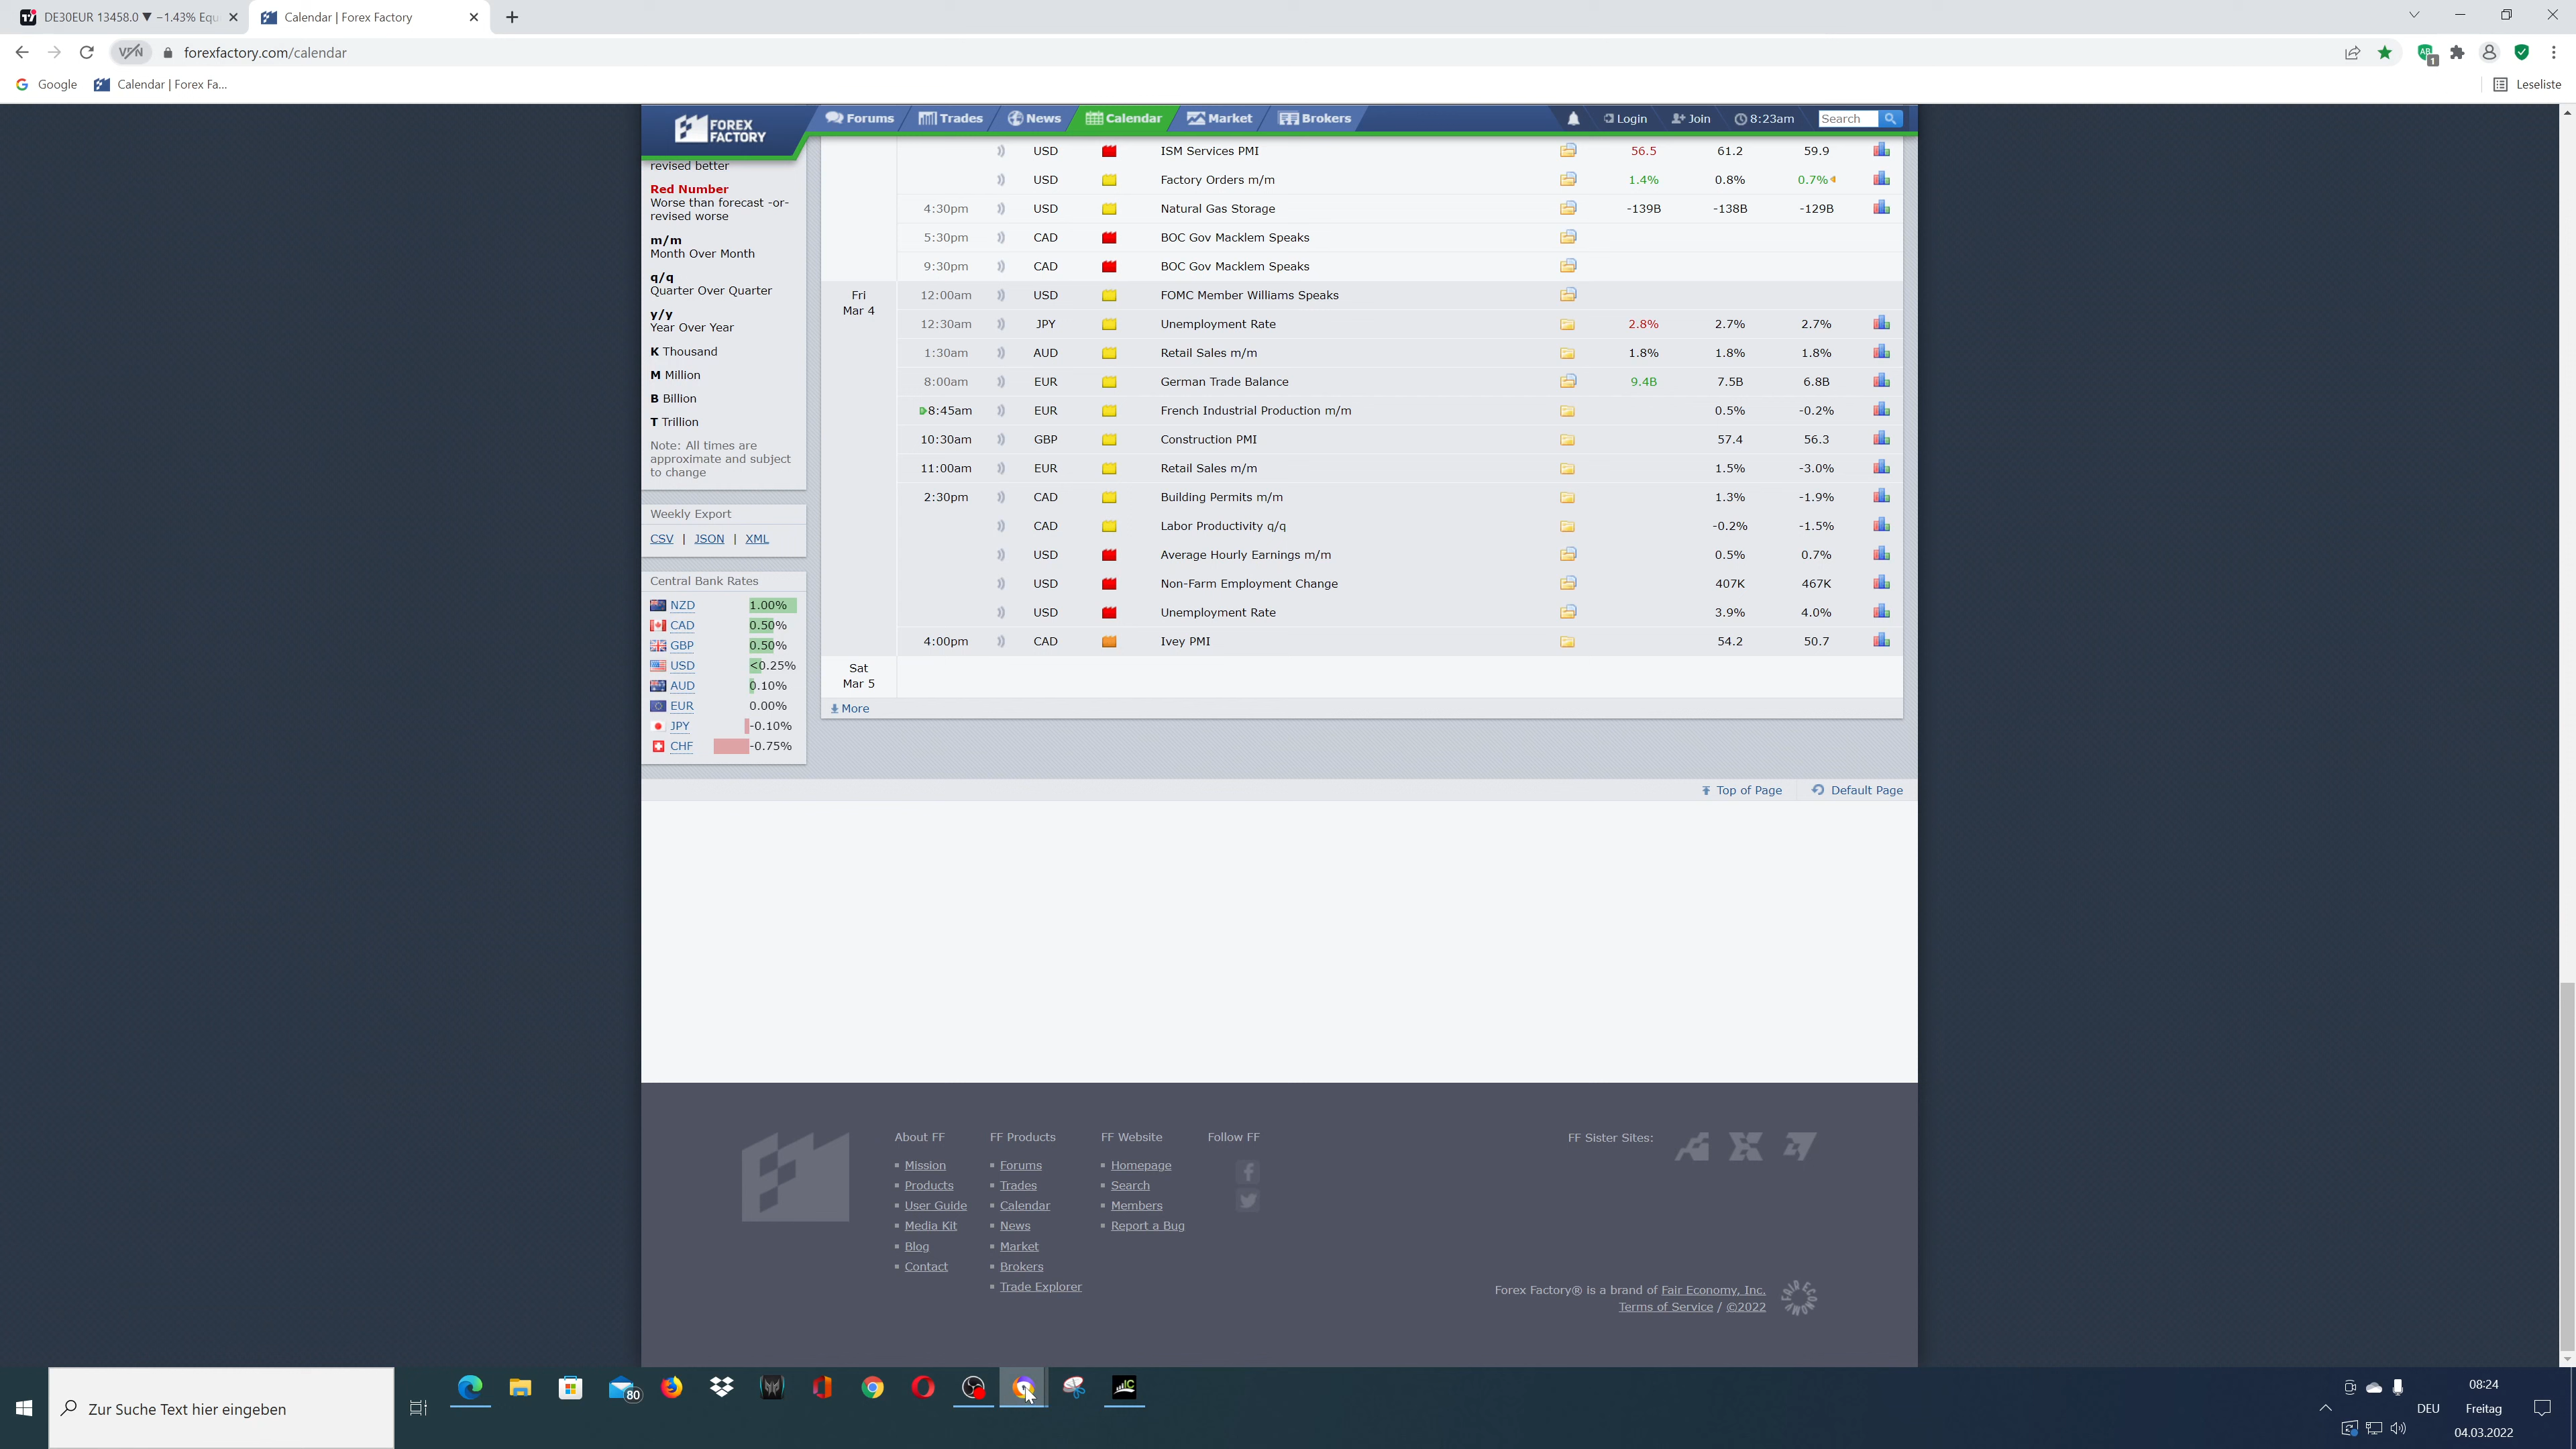 DE30EUR 13458.0 ▼ −1.43% Equ
Calendar | Forex Factory
VPN
forexfactory.com/calendar
1
Google
Calendar | Forex Fa...
Leseliste
FOREX FACTORY
Forums
Trades
News
Calendar
Market
Brokers
Login
Join
8:23am
Search
revised better
Red Number
Worse than forecast -or-
revised worse
m/m
Month Over Month
q/q
Quarter Over Quarter
y/y
Year Over Year
K Thousand
M Million
B Billion
T Trillion
Note: All times are
approximate and subject
to change
Weekly Export
CSV | JSON | XML
Central Bank Rates
NZD 1.00%
CAD 0.50%
GBP 0.50%
USD <0.25%
AUD 0.10%
EUR 0.00%
JPY -0.10%
CHF -0.75%
USD ISM Services PMI 56.5 61.2 59.9
USD Factory Orders m/m 1.4% 0.8% 0.7%
4:30pm USD Natural Gas Storage -139B -138B -129B
5:30pm CAD BOC Gov Macklem Speaks
9:30pm CAD BOC Gov Macklem Speaks
Fri
Mar 4
12:00am USD FOMC Member Williams Speaks
12:30am JPY Unemployment Rate 2.8% 2.7% 2.7%
1:30am AUD Retail Sales m/m 1.8% 1.8% 1.8%
8:00am EUR German Trade Balance 9.4B 7.5B 6.8B
8:45am EUR French Industrial Production m/m 0.5% -0.2%
10:30am GBP Construction PMI 57.4 56.3
11:00am EUR Retail Sales m/m 1.5% -3.0%
2:30pm CAD Building Permits m/m 1.3% -1.9%
CAD Labor Productivity q/q -0.2% -1.5%
USD Average Hourly Earnings m/m 0.5% 0.7%
USD Non-Farm Employment Change 407K 467K
USD Unemployment Rate 3.9% 4.0%
4:00pm CAD Ivey PMI 54.2 50.7
Sat
Mar 5
More
Top of Page
Default Page
About FF
Mission
Products
User Guide
Media Kit
Blog
Contact
FF Products
Forums
Trades
Calendar
News
Market
Brokers
Trade Explorer
FF Website
Homepage
Search
Members
Report a Bug
Follow FF
FF Sister Sites:
Forex Factory® is a brand of Fair Economy, Inc.
Terms of Service / ©2022
Zur Suche Text hier eingeben
80
IC
DEU
08:24
Freitag
04.03.2022